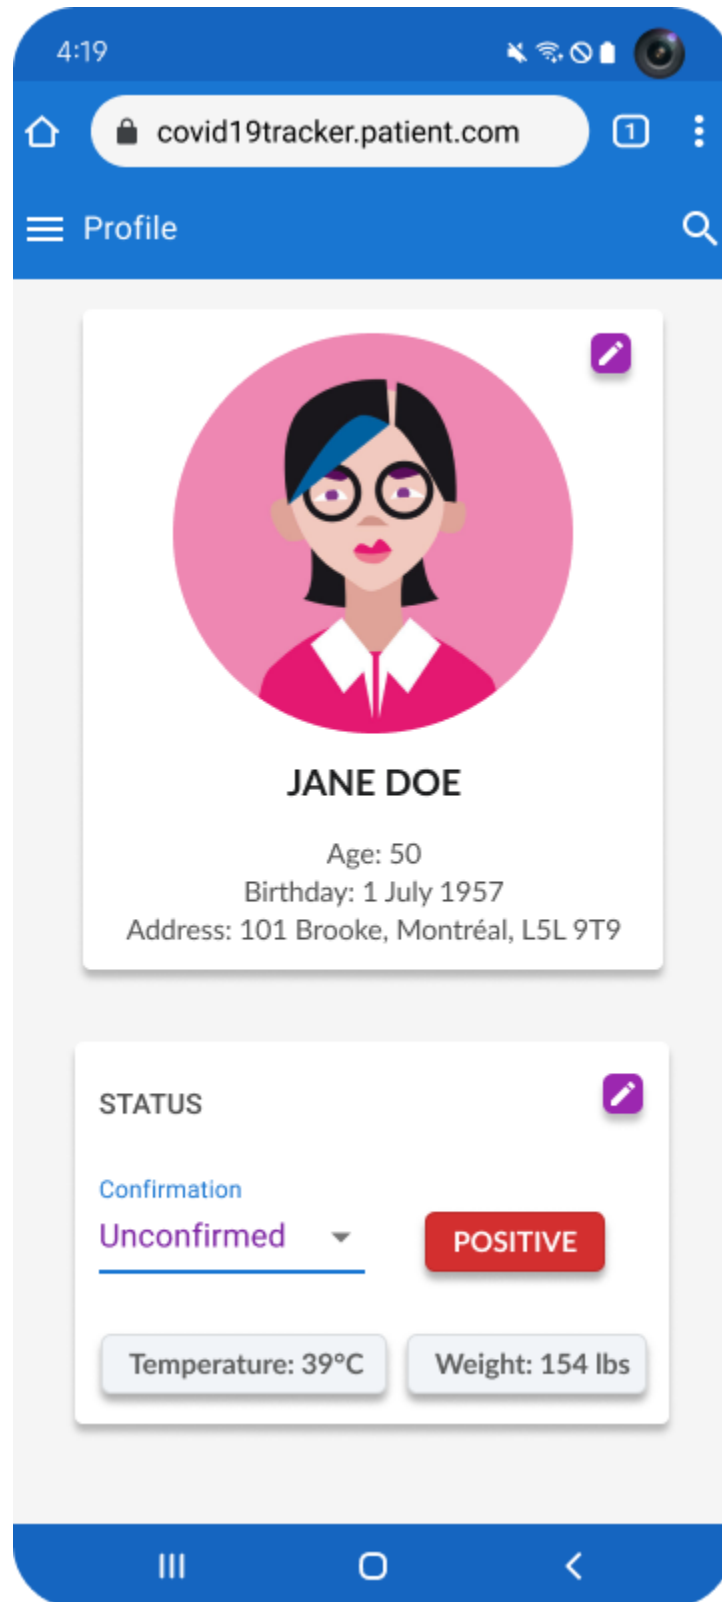 4:19
covid19tracker.patient.com
1
Profile
JANE DOE
Age: 50
Birthday: 1 July 1957
Address: 101 Brooke, Montréal, L5L 9T9
STATUS
Confirmation
Unconfirmed
POSITIVE
Temperature: 39°C
Weight: 154 lbs